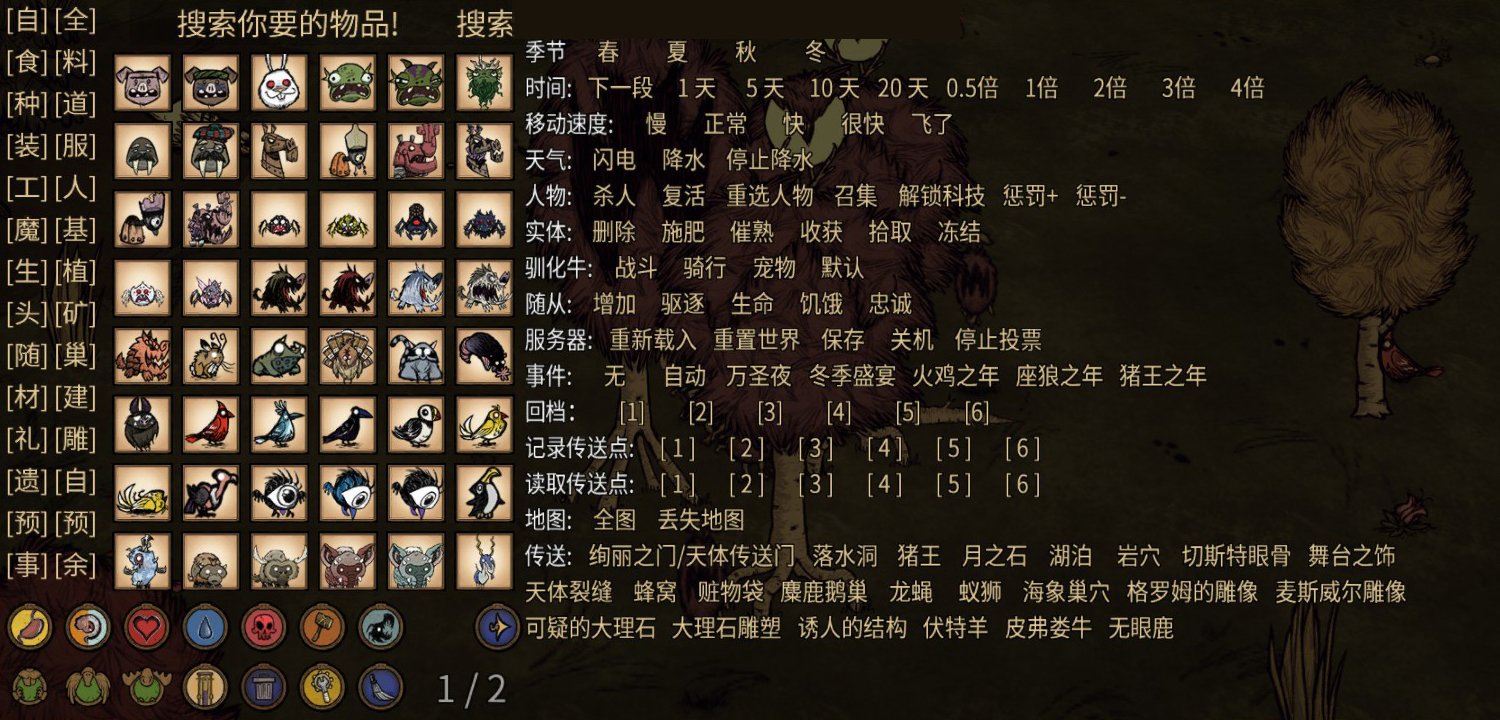 [自] [全]
搜索你要的物品! 搜索
[食] [料]
[种] [道]
[装] [服]
[工] [人]
[魔] [基]
[生] [植]
[头] [矿]
[随] [巢]
[材] [建]
[礼] [雕]
[遗] [自]
[预] [预]
[事] [余]
1/2
季节 春 夏 秋 冬
时间: 下一段 1天 5天 10天 20天 0.5倍 1倍 2倍 3倍 4倍
移动速度: 慢 正常 快 很快 飞了
天气: 闪电 降水 停止降水
人物: 杀人 复活 重选人物 召集 解锁科技 惩罚+ 惩罚-
实体: 删除 施肥 催熟 收获 拾取 冻结
驯化牛: 战斗 骑行 宠物 默认
随从: 增加 驱逐 生命 饥饿 忠诚
服务器: 重新载入 重置世界 保存 关机 停止投票
事件: 无 自动 万圣夜 冬季盛宴 火鸡之年 座狼之年 猪王之年
回档: [1] [2] [3] [4] [5] [6]
记录传送点: [1] [2] [3] [4] [5] [6]
读取传送点: [1] [2] [3] [4] [5] [6]
地图: 全图 丢失地图
传送: 绚丽之门/天体传送门 落水洞 猪王 月之石 湖泊 岩穴 切斯特眼骨 舞台之饰
天体裂缝 蜂窝 赃物袋 麋鹿鹅巢 龙蝇 蚁狮 海象巢穴 格罗姆的雕像 麦斯威尔雕像
可疑的大理石 大理石雕塑 诱人的结构 伏特羊 皮弗娄牛 无眼鹿